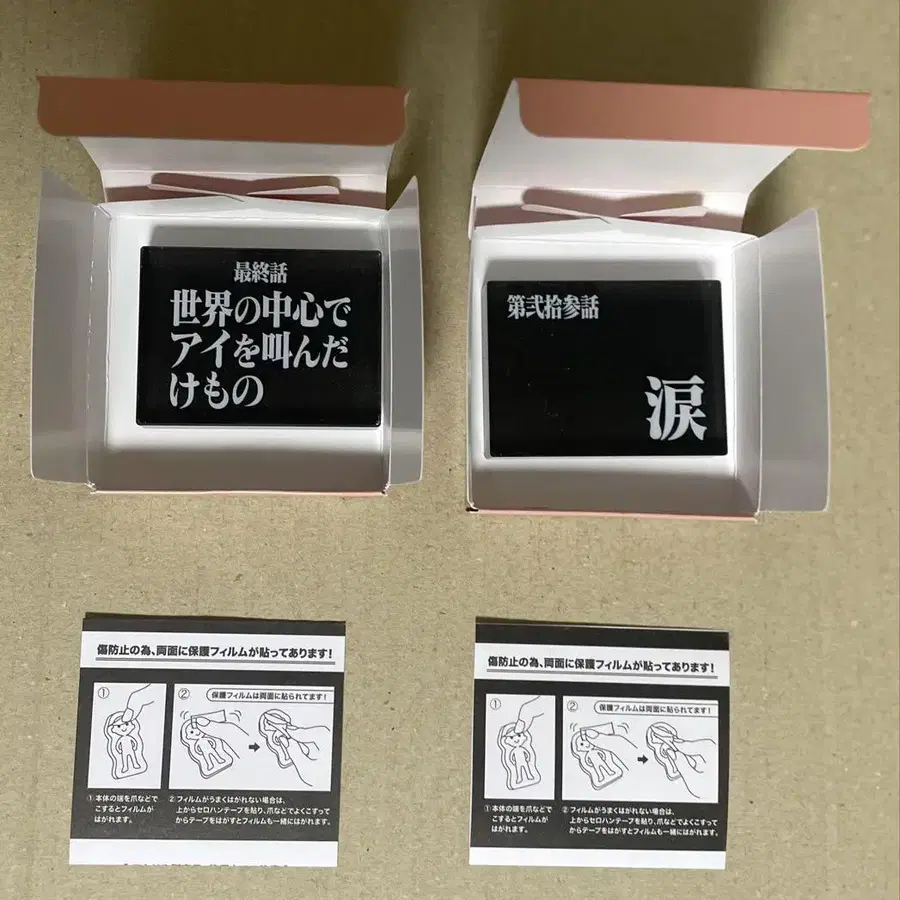 最終話
世界の中心で
アイを叫んだ
けもの
第弐拾参話
涙
傷防止の為、両面に保護フィルムが貼ってあります!
①
②
保護フィルムは両面に貼られてます!
①本体の端を爪などで
こするとフィルムが
はがれます。
②フィルムがうまくはがれない場合は、
上からセロハンテープを貼り、爪などでよくこすって
からテープをはがすとフィルムも一緒にはがれます。
傷防止の為、両面に保護フィルムが貼ってあります!
①
②
保護フィルムは両面に貼られてます!
①本体の端を爪などで
こするとフィルムが
はがれます。
②フィルムがうまくはがれない場合は、
上からセロハンテープを貼り、爪などでよくこすって
からテープをはがすとフィルムも一緒にはがれます。